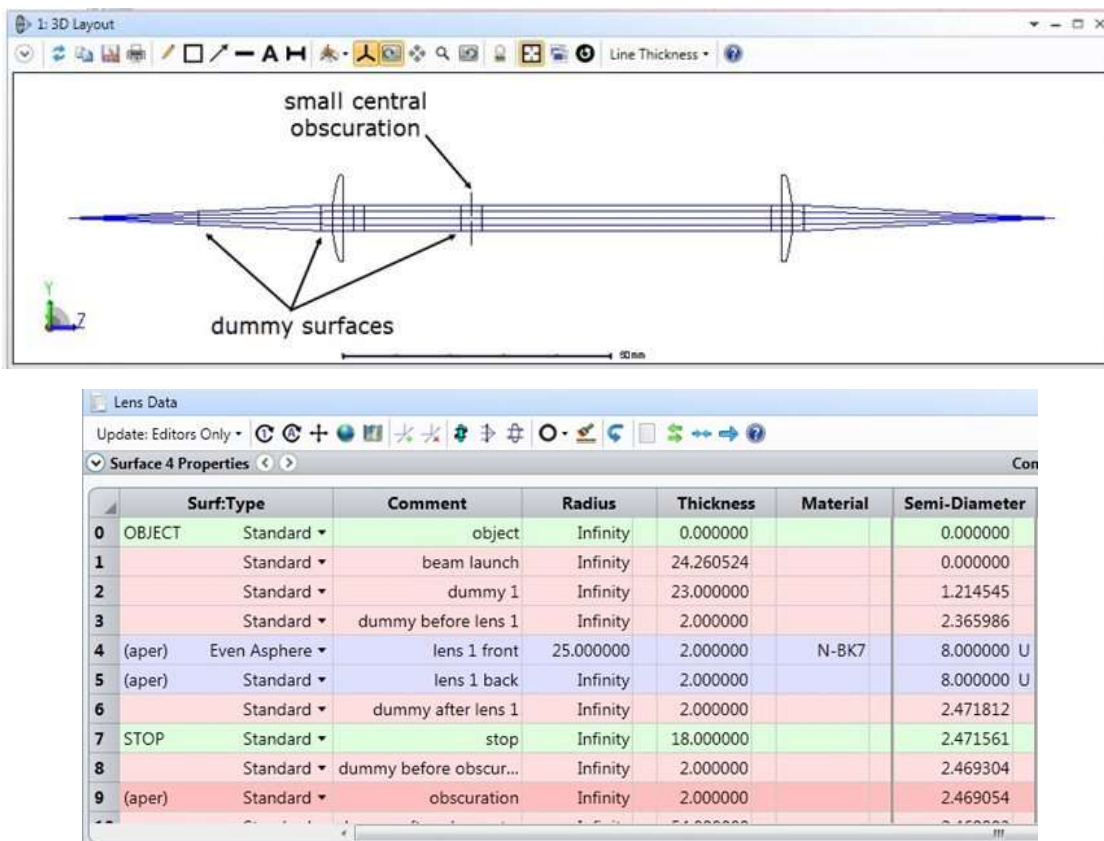 1: 3D Layout
Line Thickness
small central
obscuration
dummy surfaces
Y
Z
60 mm
Lens Data
Update: Editors Only
Surface 4 Properties
Surf:Type Comment Radius Thickness Material Semi-Diameter
0 OBJECT Standard object Infinity 0.000000 0.000000
1 Standard beam launch Infinity 24.260524 0.000000
2 Standard dummy 1 Infinity 23.000000 1.214545
3 Standard dummy before lens 1 Infinity 2.000000 2.365986
4 (aper) Even Asphere lens 1 front 25.000000 2.000000 N-BK7 8.000000 U
5 (aper) Standard lens 1 back Infinity 2.000000 8.000000 U
6 Standard dummy after lens 1 Infinity 2.000000 2.471812
7 STOP Standard stop Infinity 18.000000 2.471561
8 Standard dummy before obscur... Infinity 2.000000 2.469304
9 (aper) Standard obscuration Infinity 2.000000 2.469054